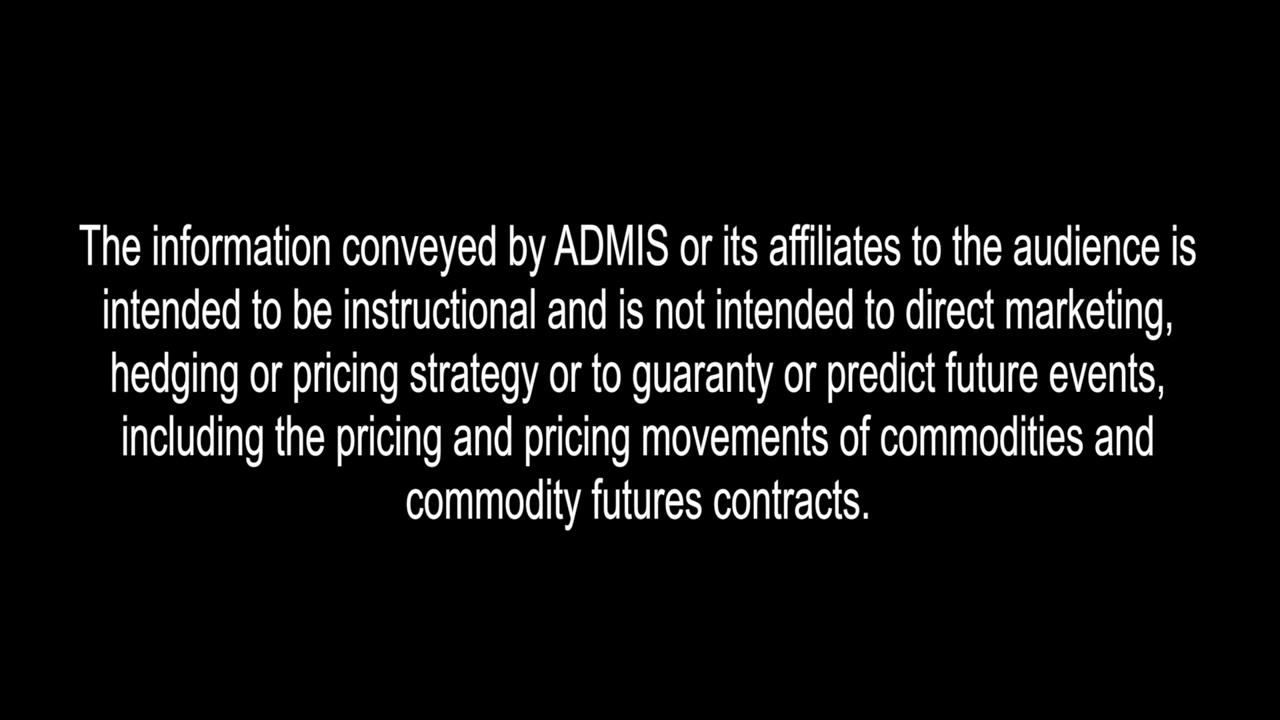 The information conveyed by ADMIS or its affiliates to the audience is
intended to be instructional and is not intended to direct marketing,
hedging or pricing strategy or to guaranty or predict future events,
including the pricing and pricing movements of commodities and
commodity futures contracts.